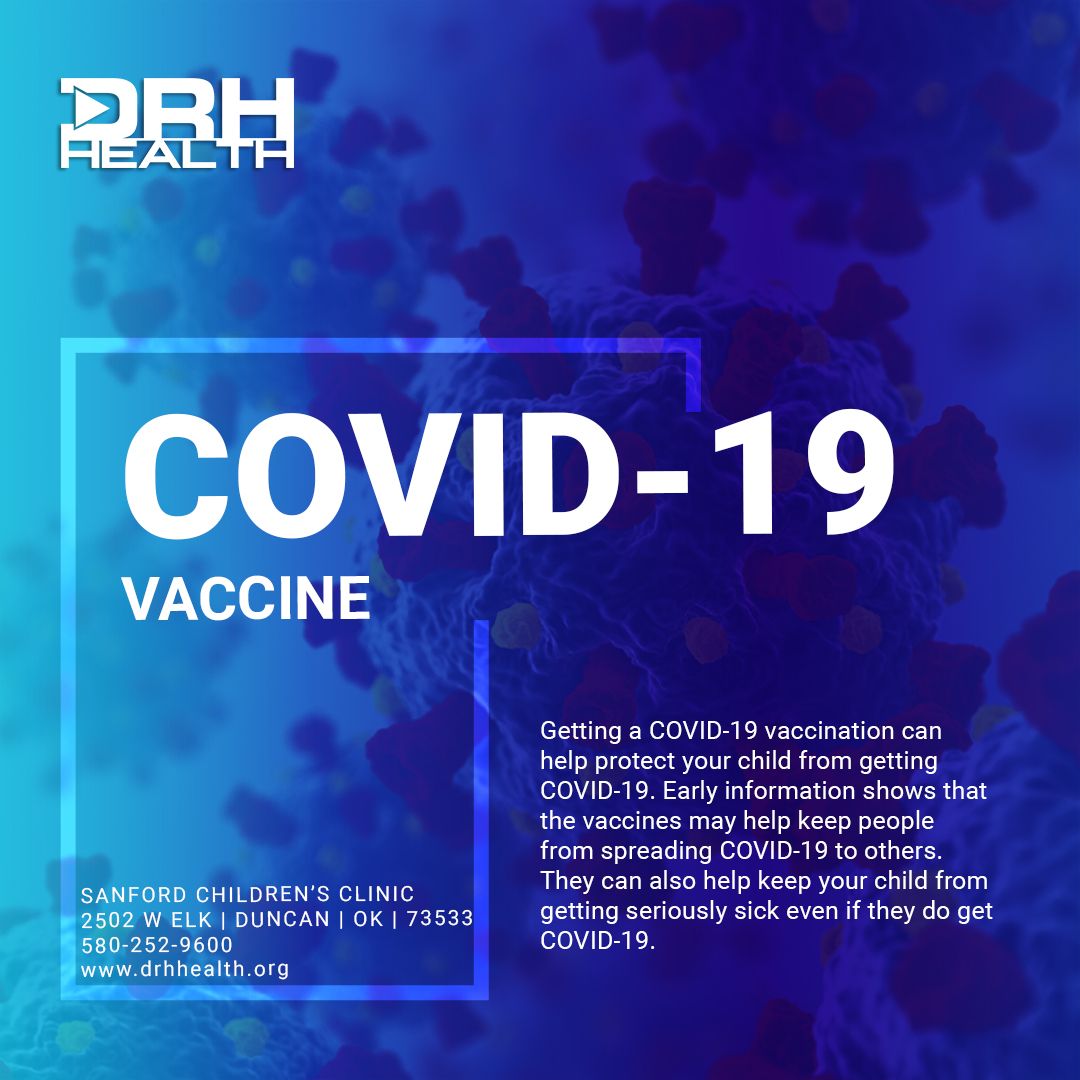 DRH
HEALTH
COVID-19
VACCINE
Getting a COVID-19 vaccination can
help protect your child from getting
COVID-19. Early information shows that
the vaccines may help keep people
from spreading COVID-19 to others.
They can also help keep your child from
getting seriously sick even if they do get
COVID-19.
SANFORD CHILDREN'S CLINIC
2502 W ELK | DUNCAN | OK | 73533
580-252-9600
www.drhhealth.org